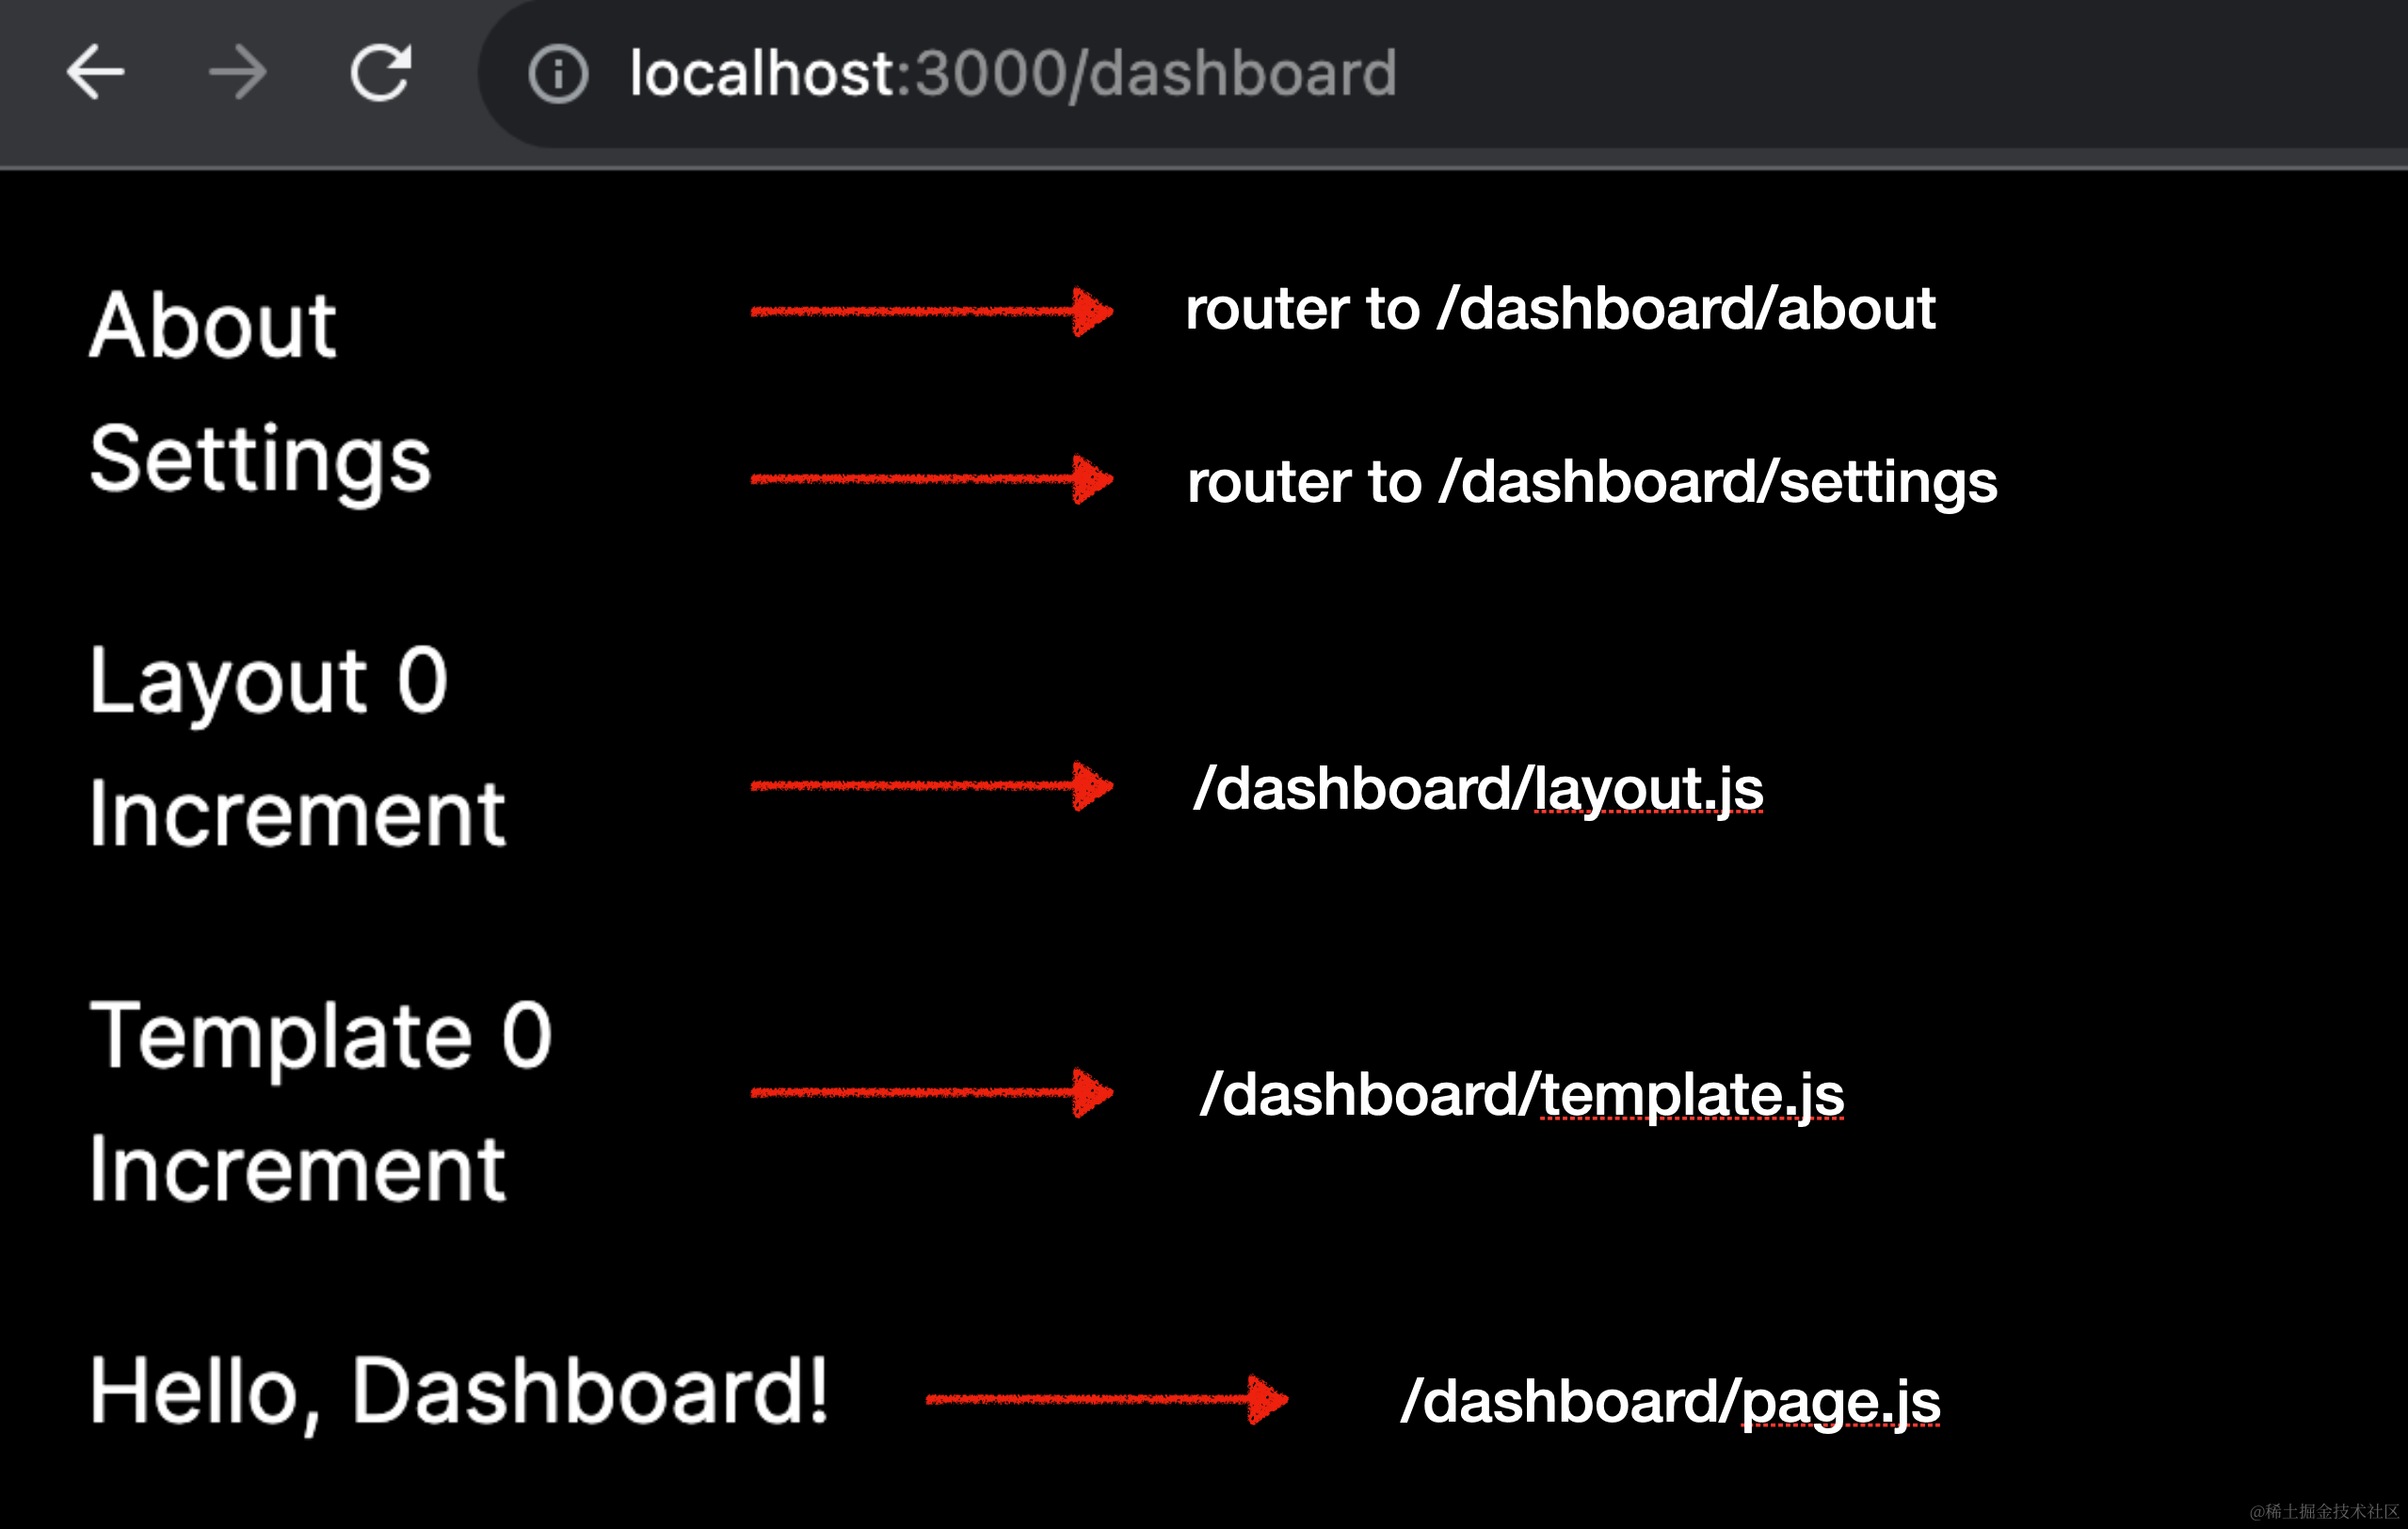 localhost:3000/dashboard
About
router to /dashboard/about
Settings
router to /dashboard/settings
Layout 0
Increment
/dashboard/layout.js
Template 0
Increment
/dashboard/template.js
Hello, Dashboard!
/dashboard/page.js
@稀土掘金技术社区